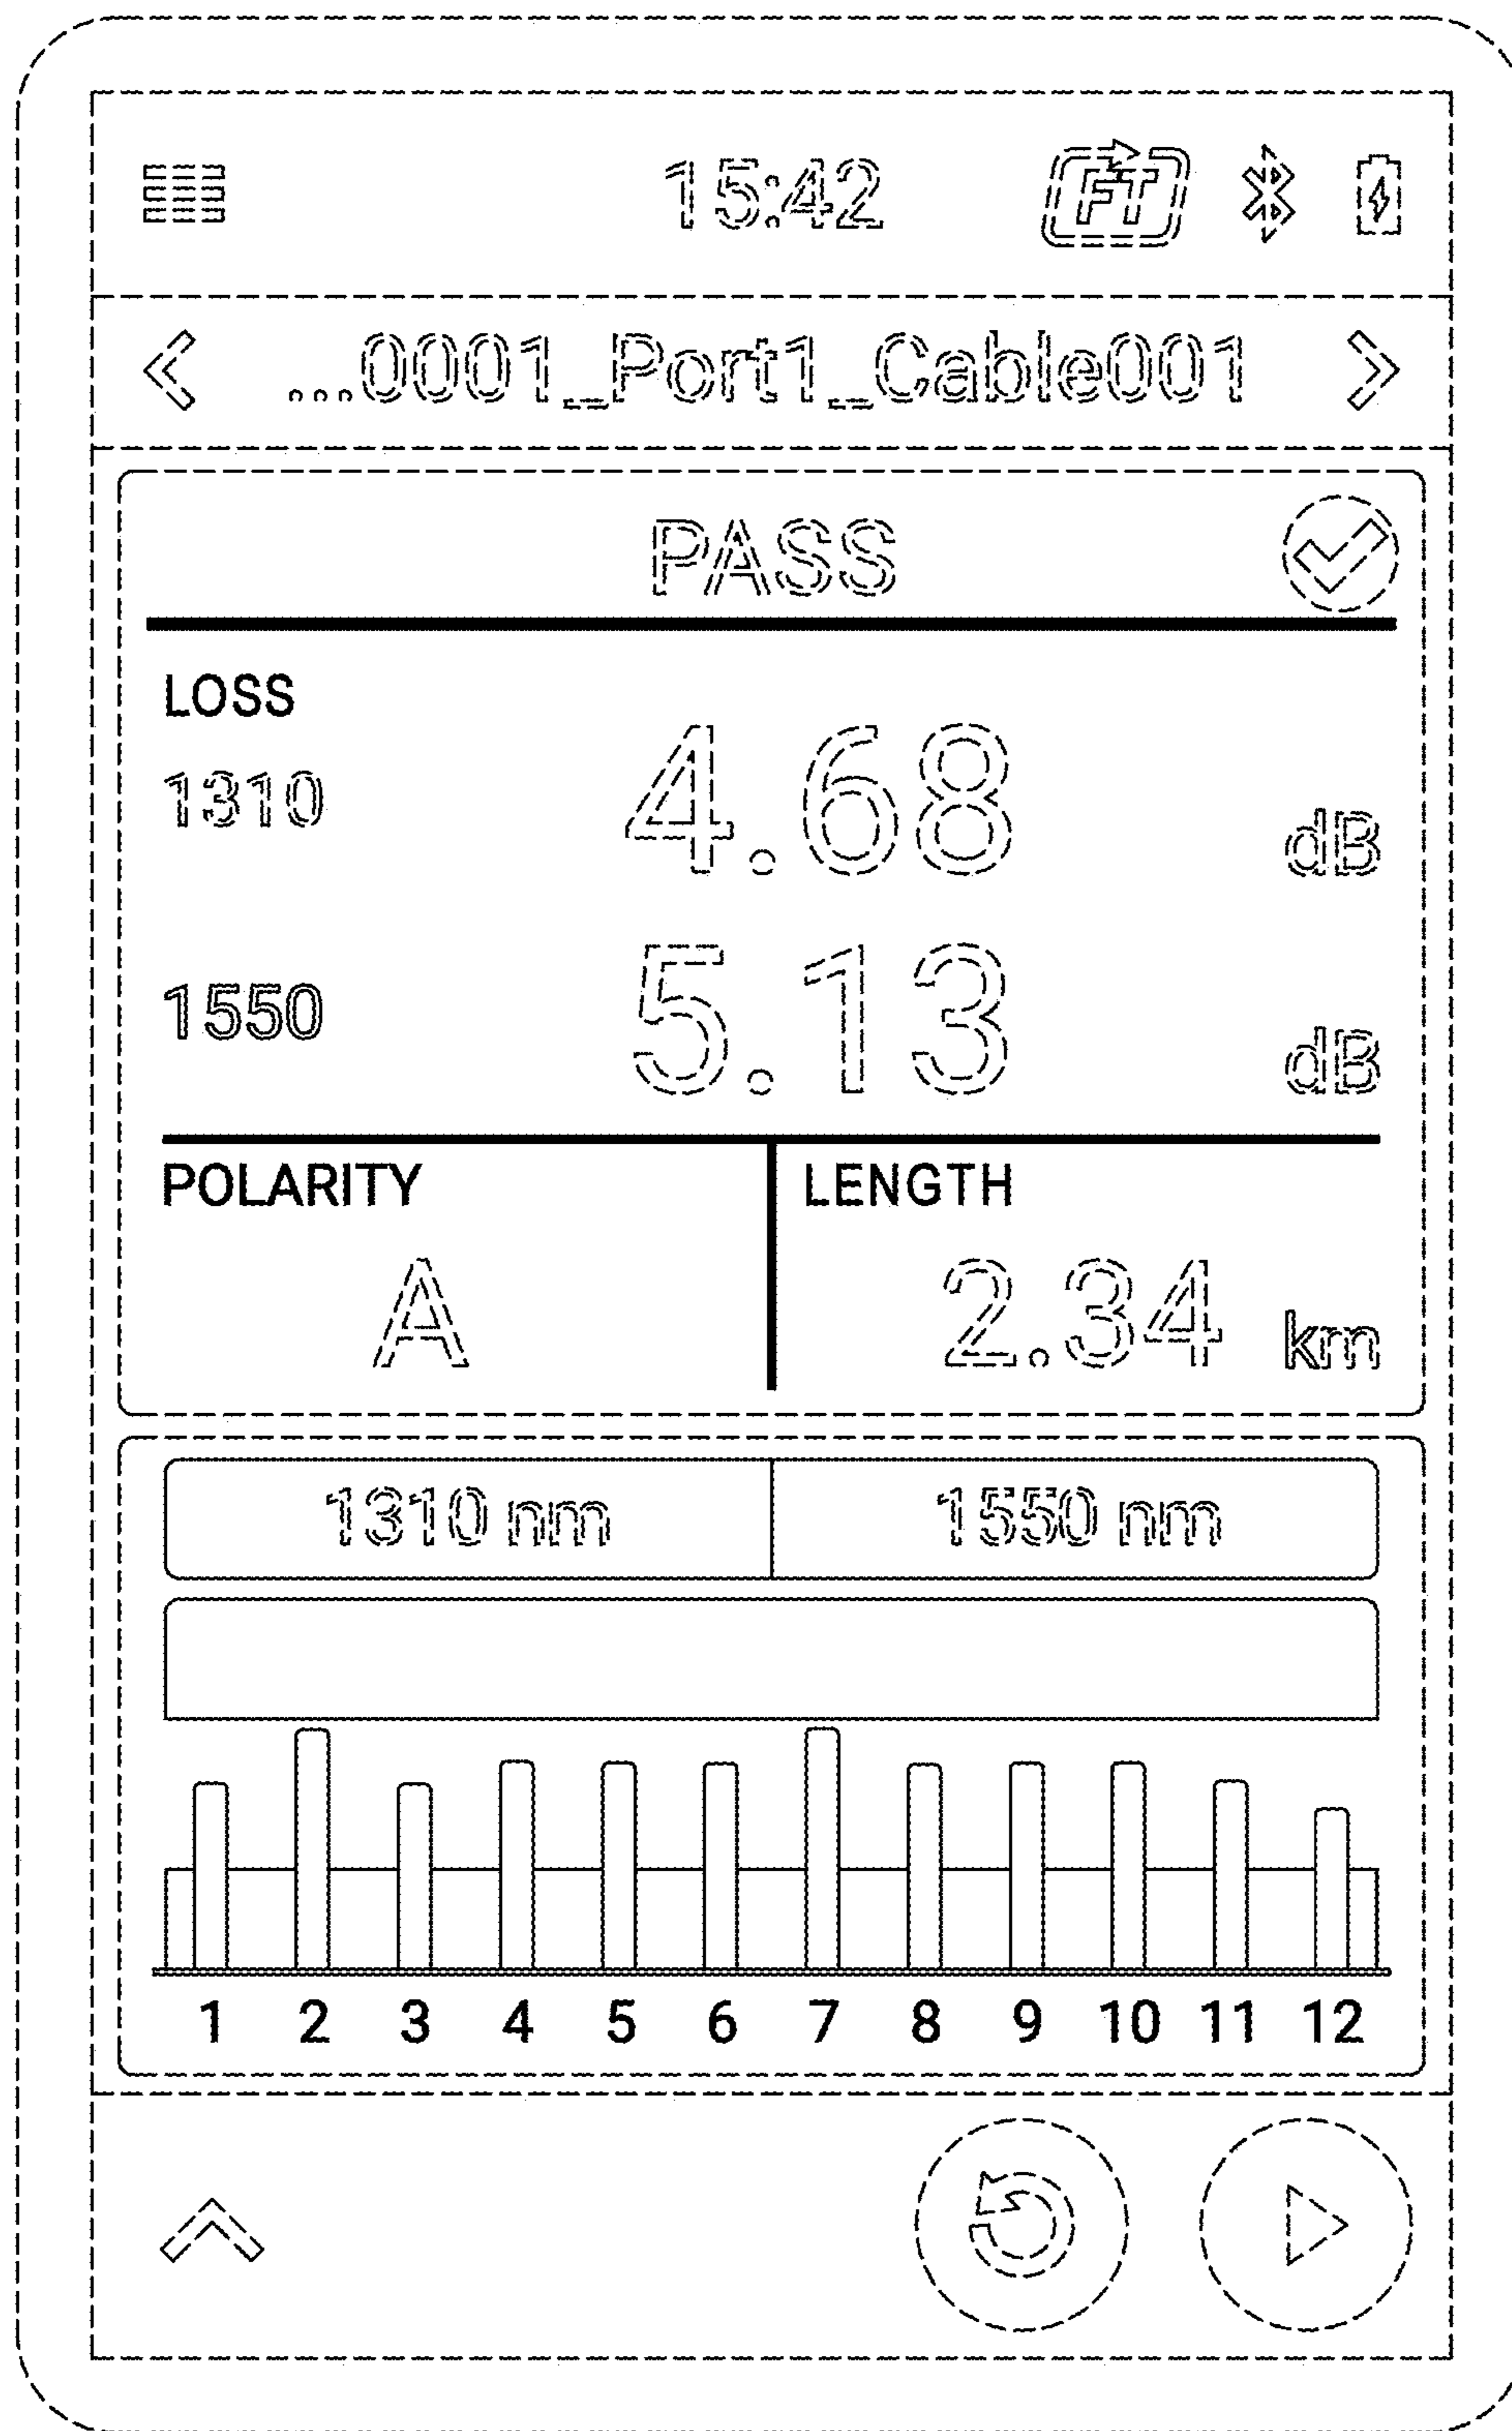 15:42 FT
...0001_Port1_Cable001
PASS
LOSS
1310 4.68 dB
1550 5.13 dB
POLARITY LENGTH
A 2.34 km
1310 nm 1550 nm
1 2 3 4 5 6 7 8 9 10 11 12